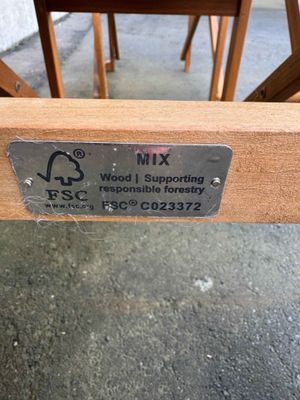 ®
MIX
Wood | Supporting
responsible forestry
FSC
www.fsc.org
FSC® C023372